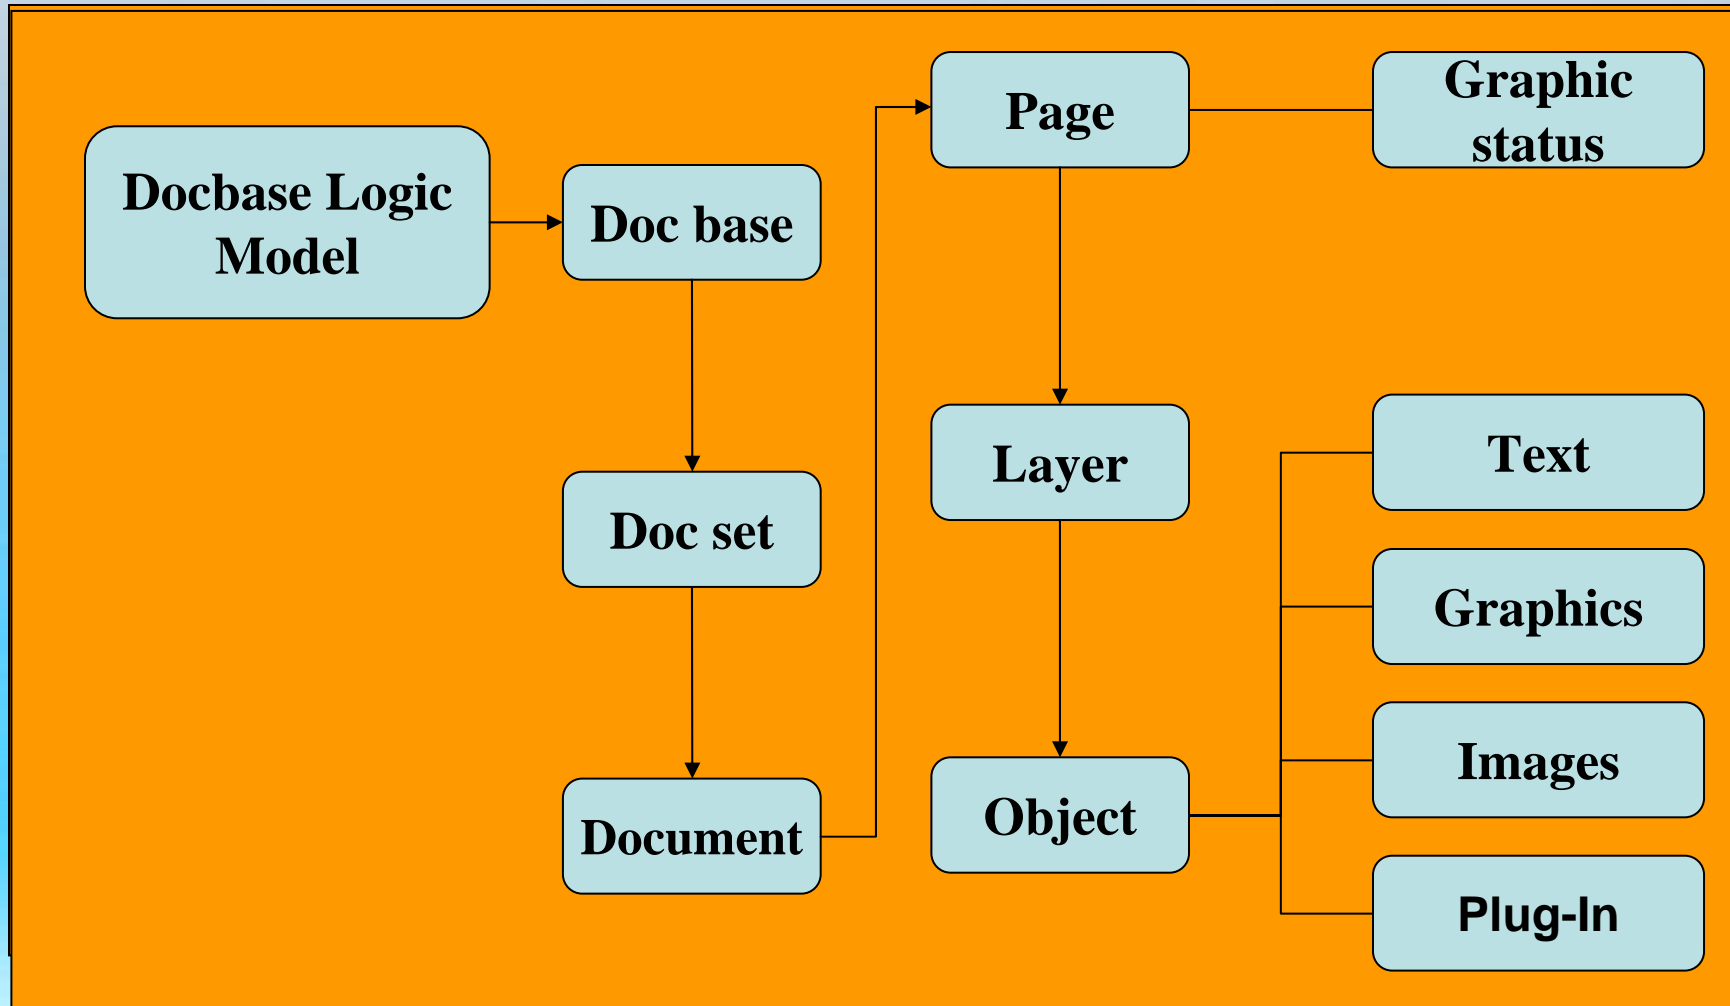 Docbase Logic
Model
Doc base
Doc set
Document
Page
Graphic
status
Layer
Object
Text
Graphics
Images
Plug-In